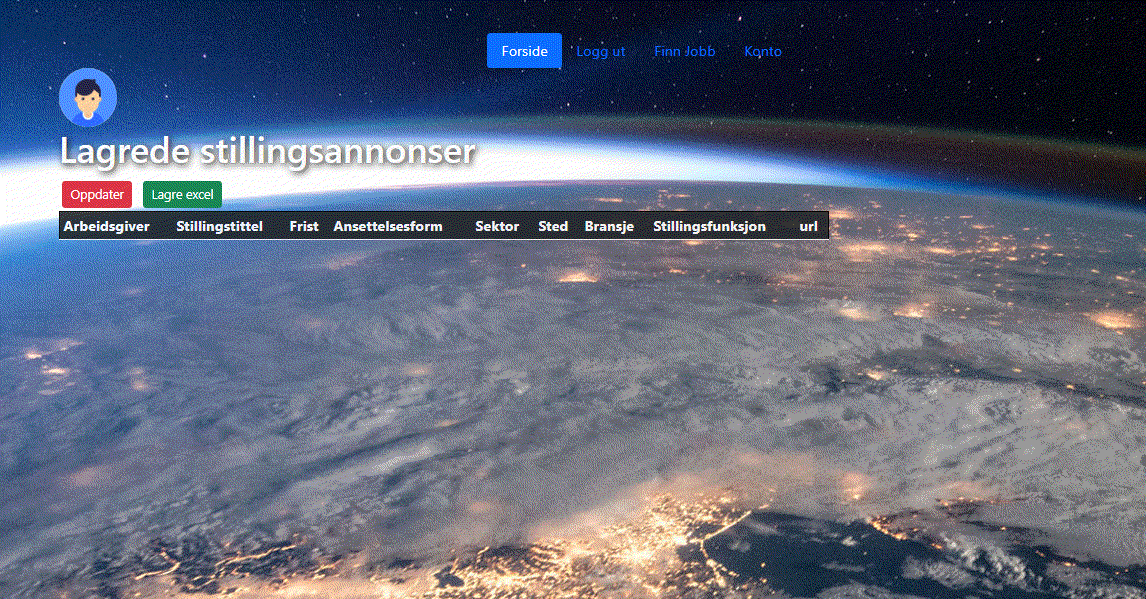 Forside Logg ut Finn Jobb Konto
Lagrede stillingsannonser
Oppdater Lagre excel
Arbeidsgiver Stillingstittel Frist Ansettelsesform Sektor Sted Bransje Stillingsfunksjon url